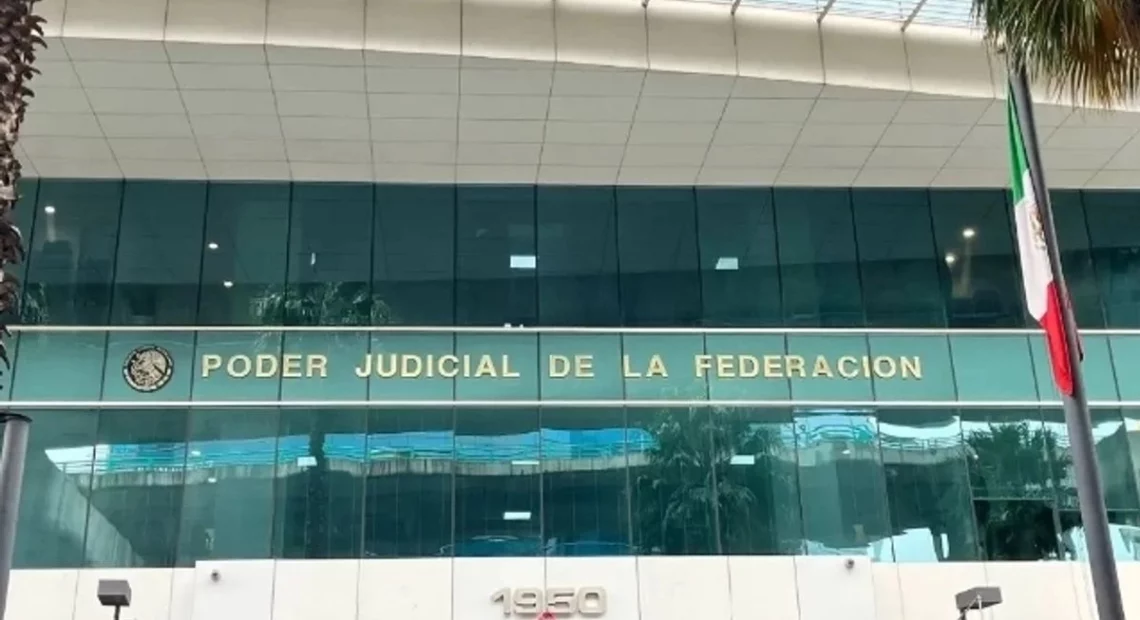 PODER JUDICIAL DE LA FEDERACION
1950